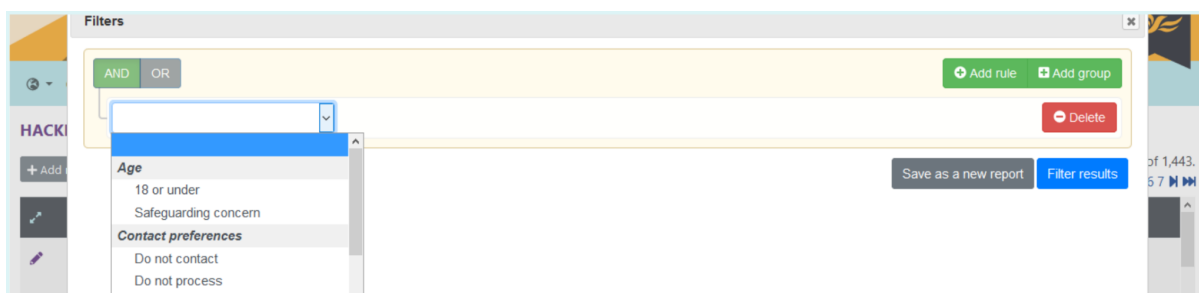 Filters
AND OR
Add rule Add group
Delete
HACK
Add
Age
18 or under
Safeguarding concern
Contact preferences
Do not contact
Do not process
Save as a new report Filter results
of 1,443.
6 7